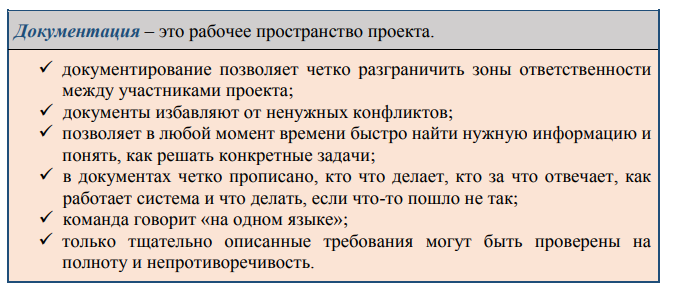 Документация – это рабочее пространство проекта.
✓ документирование позволяет четко разграничить зоны ответственности
между участниками проекта;
✓ документы избавляют от ненужных конфликтов;
✓ позволяет в любой момент времени быстро найти нужную информацию и
понять, как решать конкретные задачи;
✓ в документах четко прописано, кто что делает, кто за что отвечает, как
работает система и что делать, если что-то пошло не так;
✓ команда говорит «на одном языке»;
✓ только тщательно описанные требования могут быть проверены на
полноту и непротиворечивость.